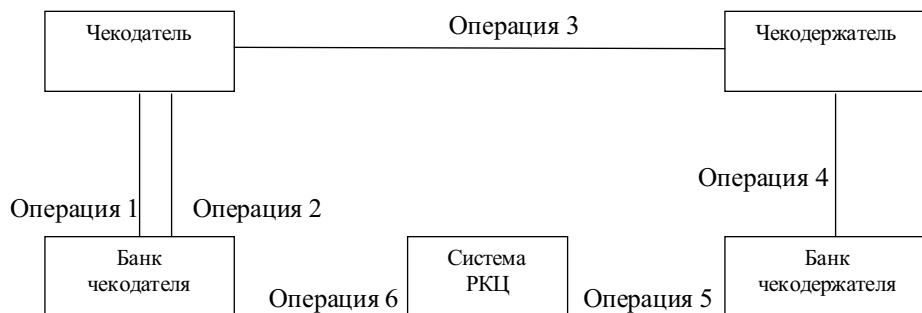 Операция 3
Чекодатель
Чекодержатель
Операция 4
Операция 1
Операция 2
Банк
чекодателя
Система
РКЦ
Банк
чекодержателя
Операция 6
Операция 5